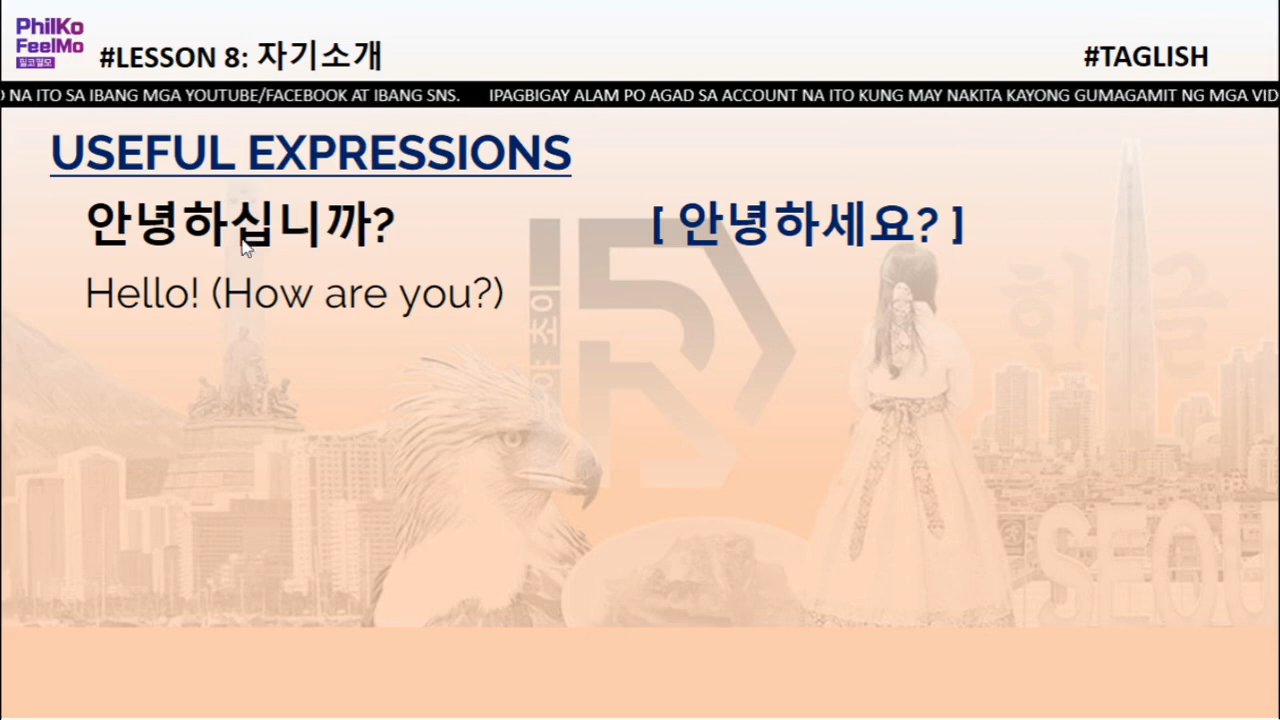 PhilKo
FeelMo
필코필모
#LESSON 8: 자기소개
#TAGLISH
NA ITO SA IBANG MGA YOUTUBE/FACEBOOK AT IBANG SNS. IPAGBIGAY ALAM PO AGAD SA ACCOUNT NA ITO KUNG MAY NAKITA KAYONG GUMAGAMIT NG MGA VID
USEFUL EXPRESSIONS
안녕하십니까? [ 안녕하세요? ]
Hello! (How are you?)
한글
SEOU